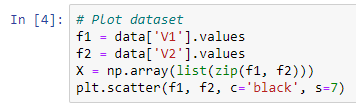 In [4]: # Plot dataset
f1 = data['V1'].values
f2 = data['V2'].values
X = np.array(list(zip(f1, f2)))
plt.scatter(f1, f2, c='black', s=7)